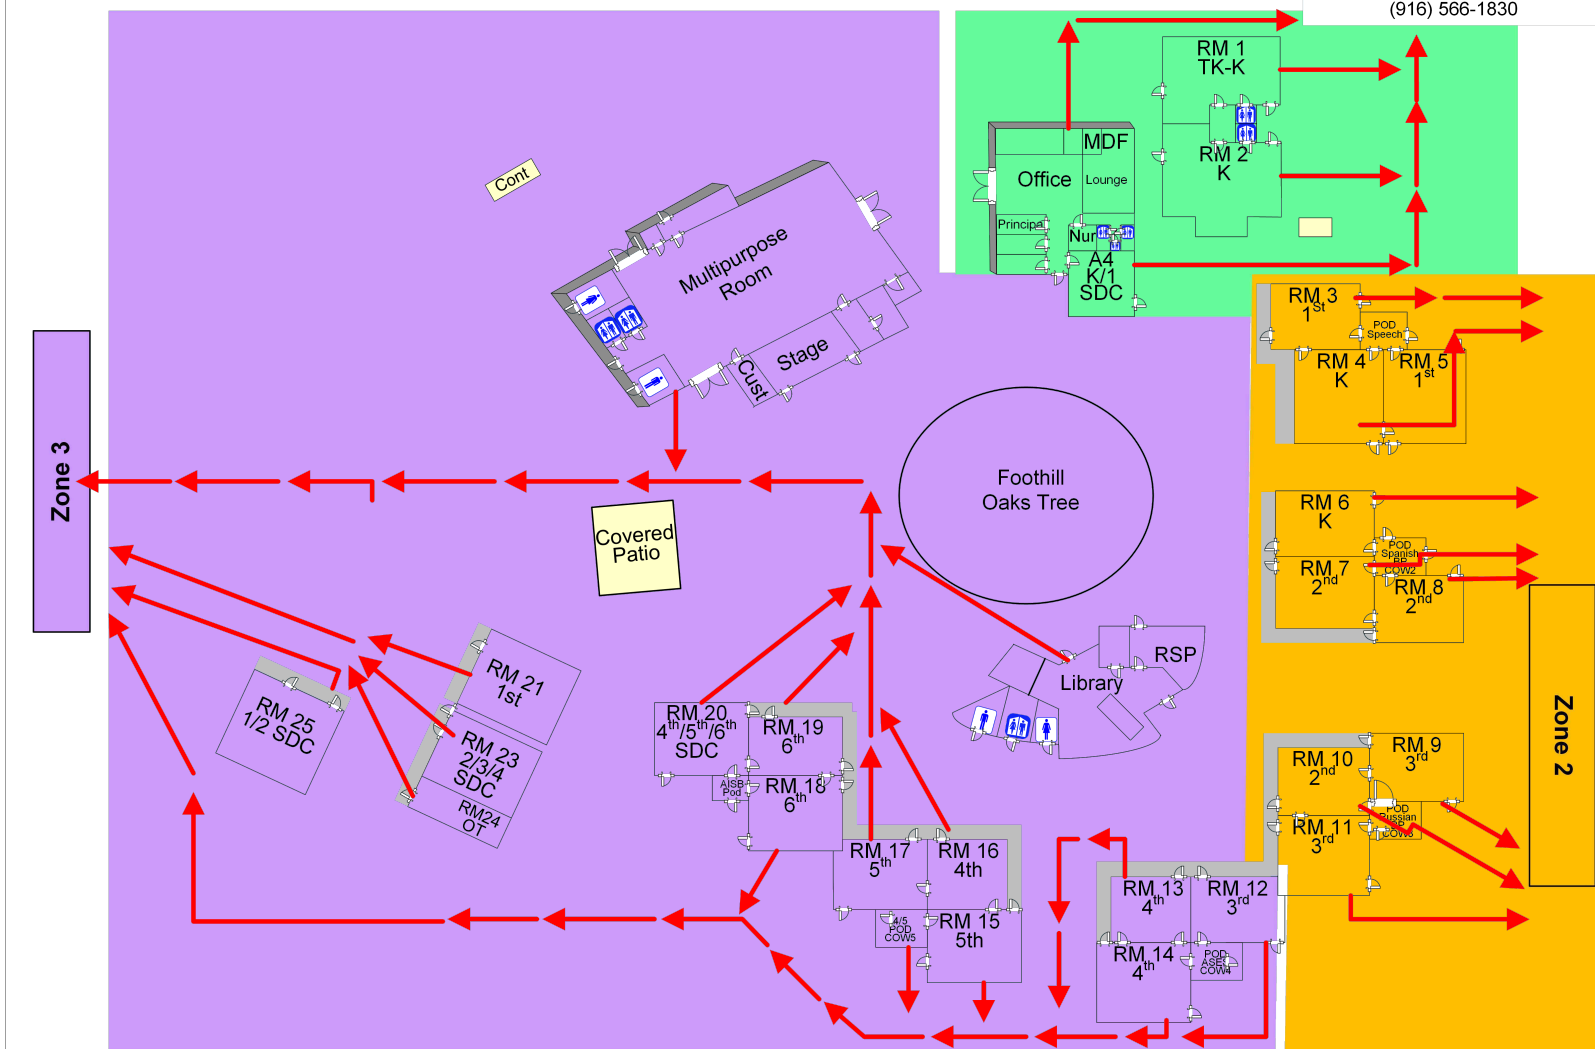 (916) 566-1830
RM 1
TK-K
MDF
Office
Lounge
RM 2
K
Principal
Nur
A4
K/1
SDC
Cont
Multipurpose
Room
Stage
Cust
RM 3
1St
POD
Speech
RM 4
K
RM 5
1st
Zone 3
Foothill
Oaks Tree
Covered
Patio
RM 6
K
POD
Spanish
COW2
RM 7
2nd
RM 8
2nd
RSP
Library
RM 21
1st
RM 25
1/2 SDC
RM 23
2/3/4
SDC
RM24
OT
RM 20
4th/5th/6th
SDC
RM 19
6th
AISB
Pod
RM 18
6th
RM 10
2nd
RM 9
3rd
POD
Russian
COW3
RM 11
3rd
Zone 2
RM 17
5th
RM 16
4th
4/5
POD
COW5
RM 15
5th
RM 13
4th
RM 12
3rd
RM 14
4th
POD
ASES
COW4